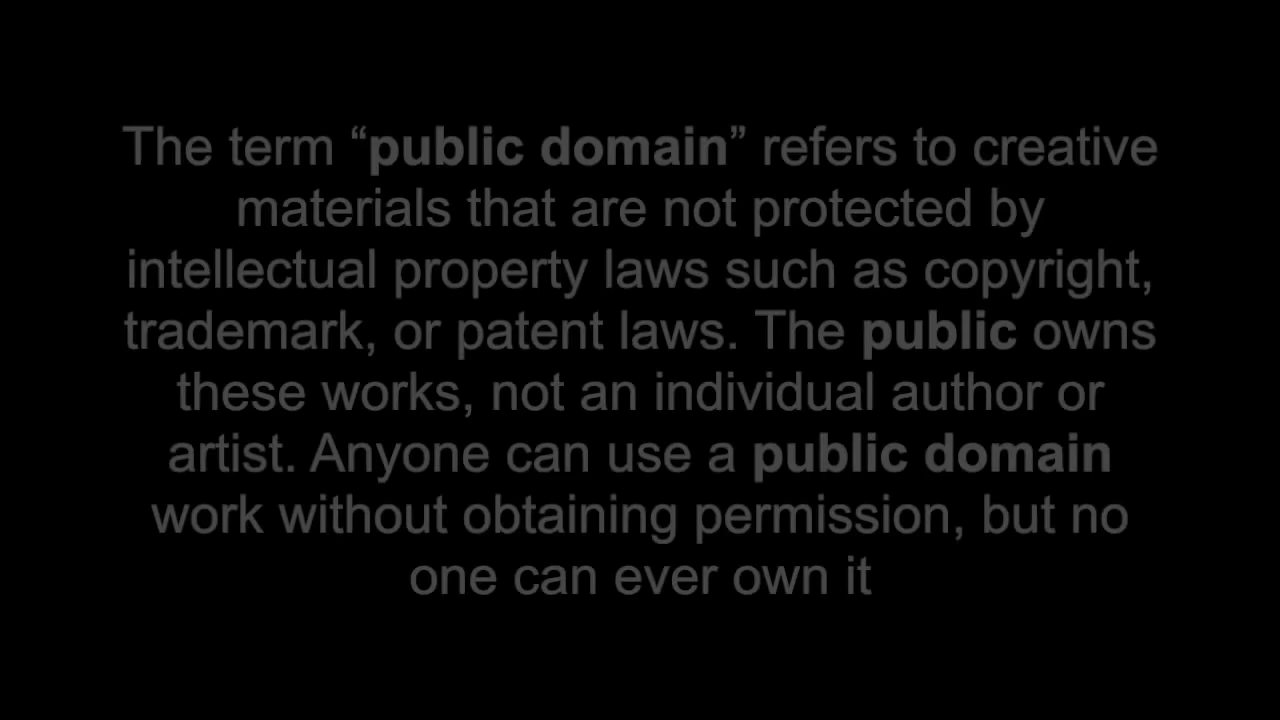 The term “public domain” refers to creative
materials that are not protected by
intellectual property laws such as copyright,
trademark, or patent laws. The public owns
these works, not an individual author or
artist. Anyone can use a public domain
work without obtaining permission, but no
one can ever own it